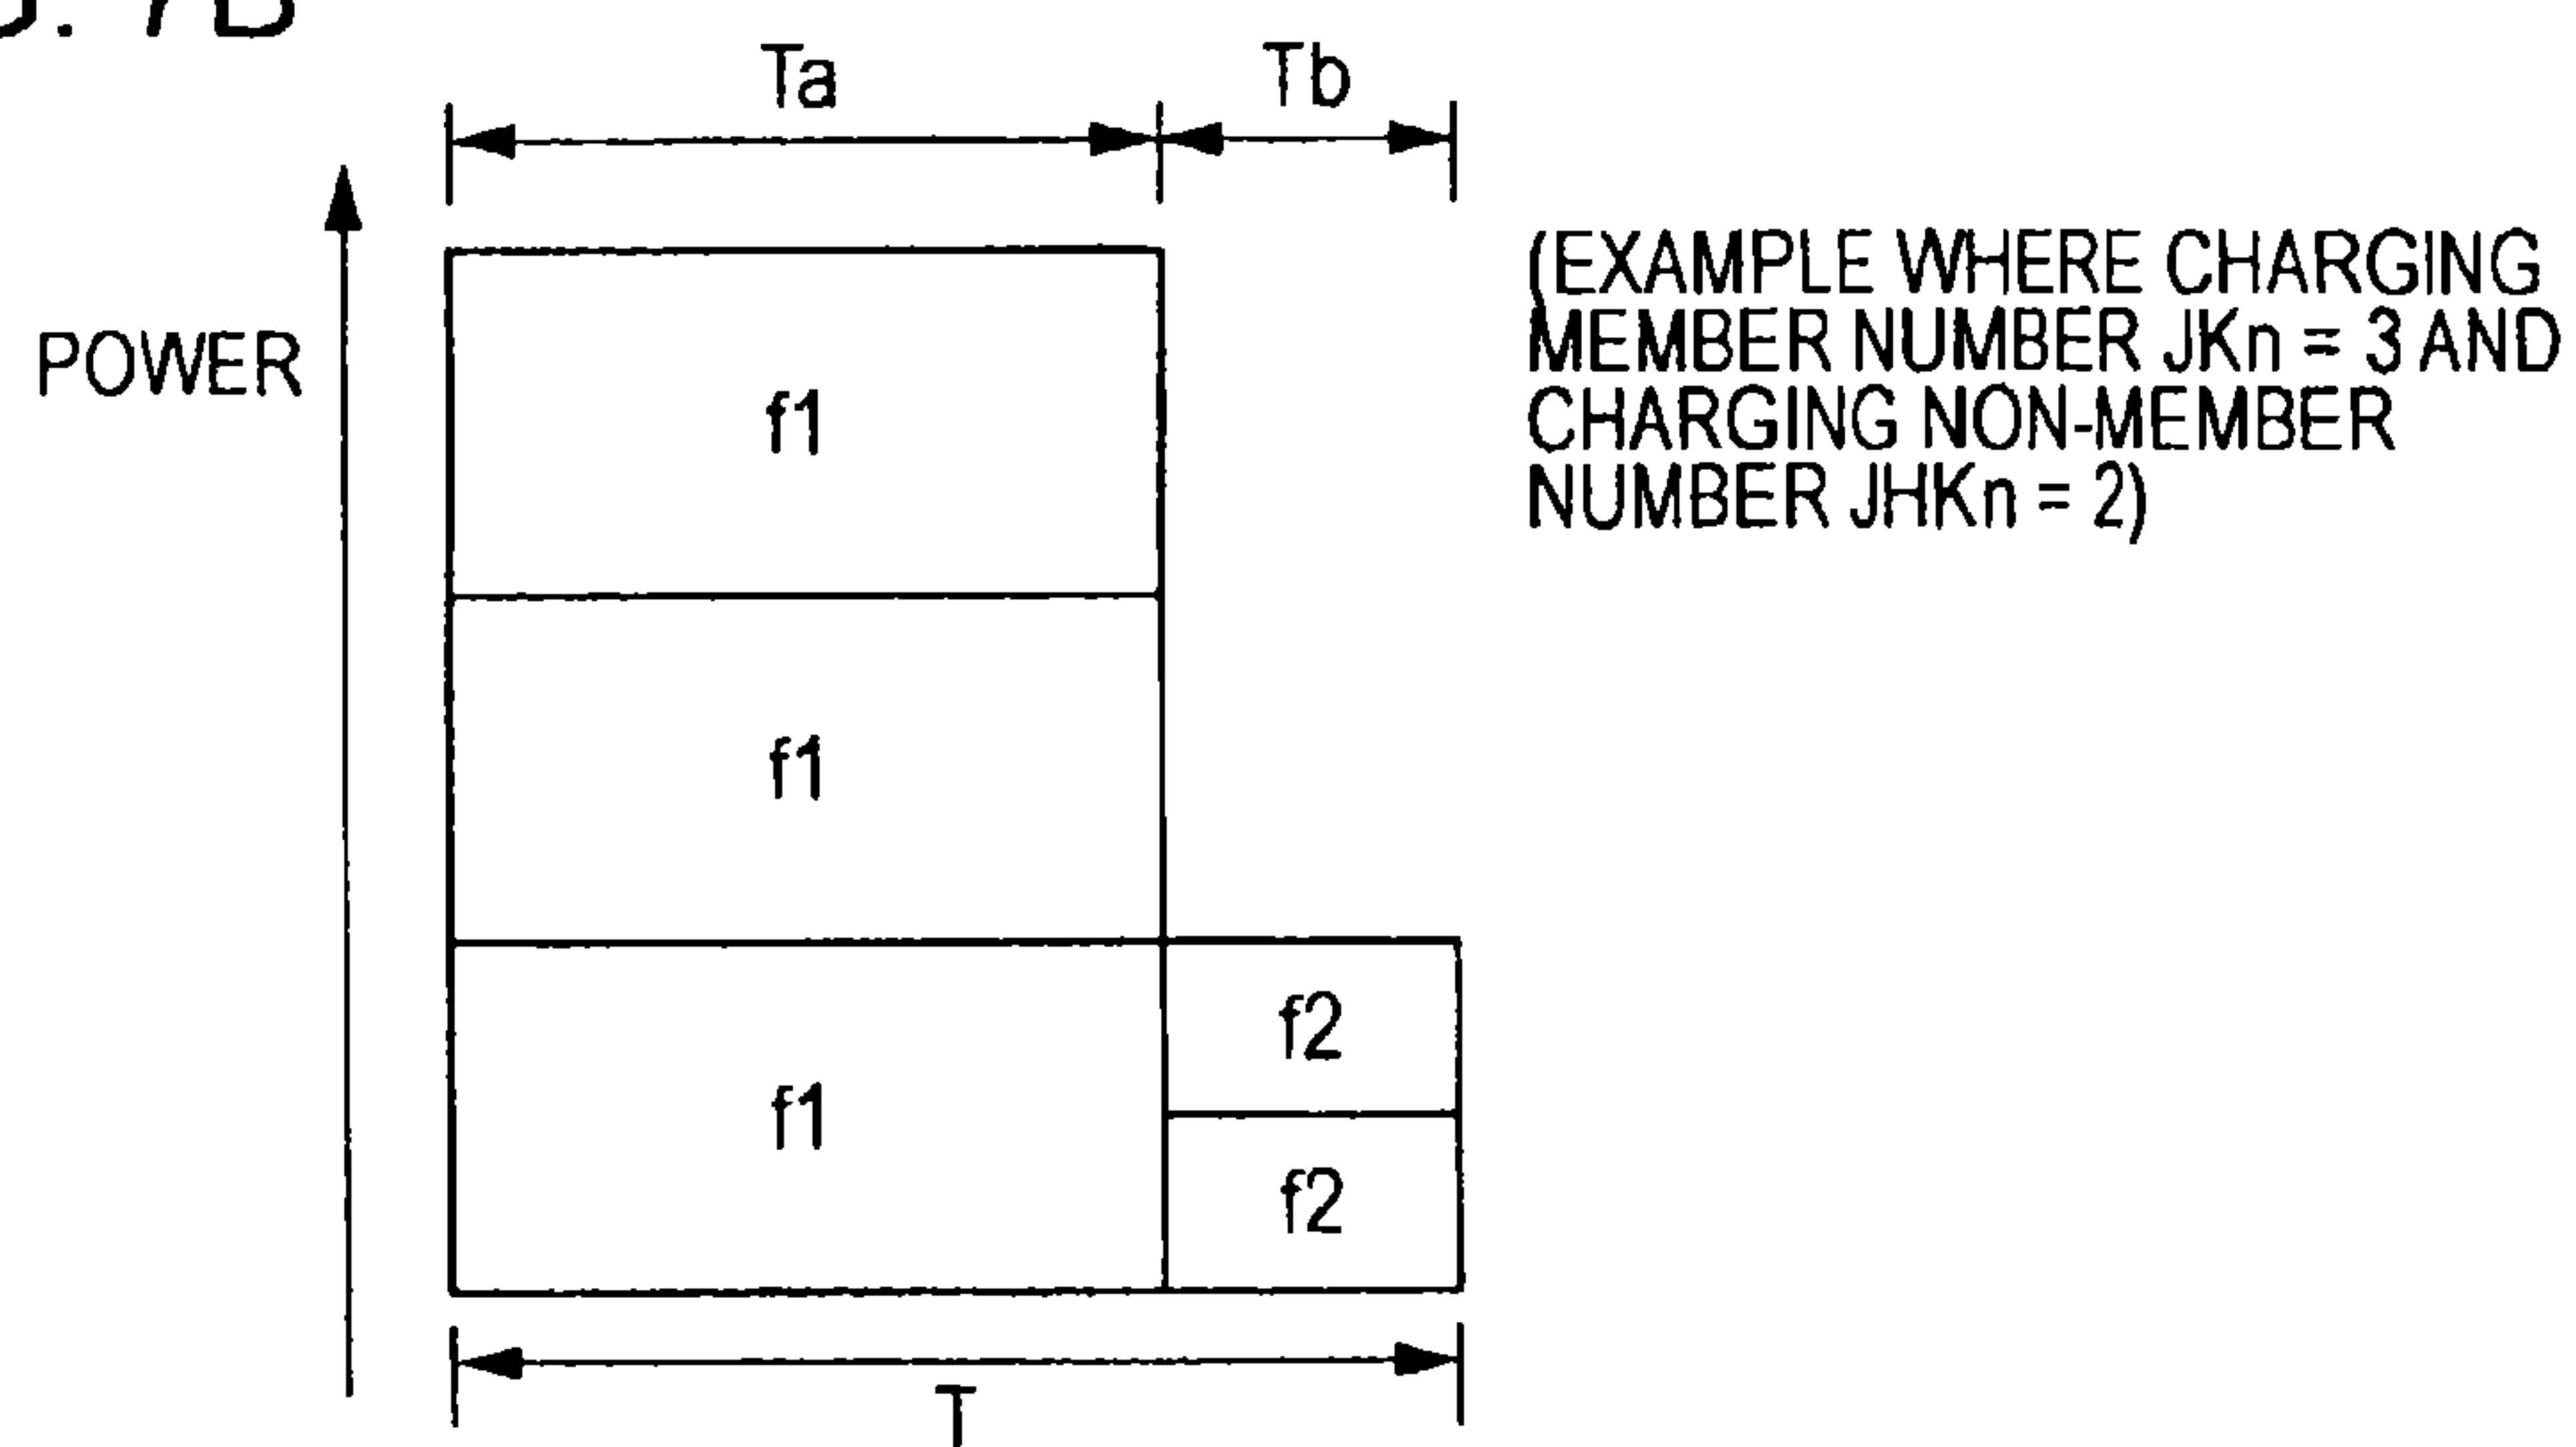 7B
Ta
Tb
POWER
(EXAMPLE WHERE CHARGING
MEMBER NUMBER JKn = 3 AND
CHARGING NON-MEMBER
NUMBER JHKn = 2)
f1
f1
f1
f2
f2
T